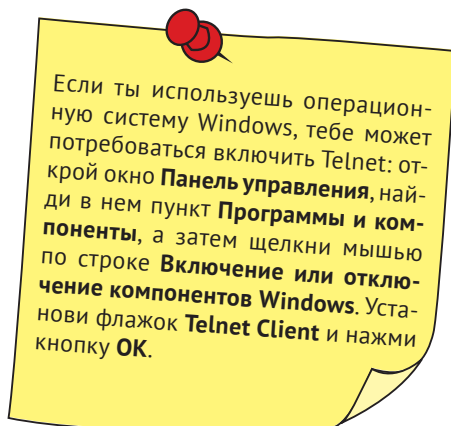 Если ты используешь операцион-
ную систему Windows, тебе может
потребоваться включить Telnet: от-
крой окно Панель управления, най-
ди в нем пункт Программы и ком-
поненты, а затем щелкни мышью
по строке Включение или отклю-
чение компонентов Windows. Уста-
нови флажок Telnet Client и нажми
кнопку OK.